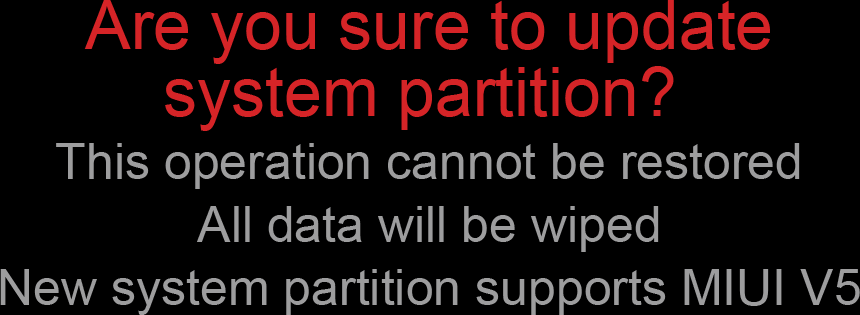 Are you sure to update
system partition?
This operation cannot be restored
All data will be wiped
New system partition supports MIUI V5